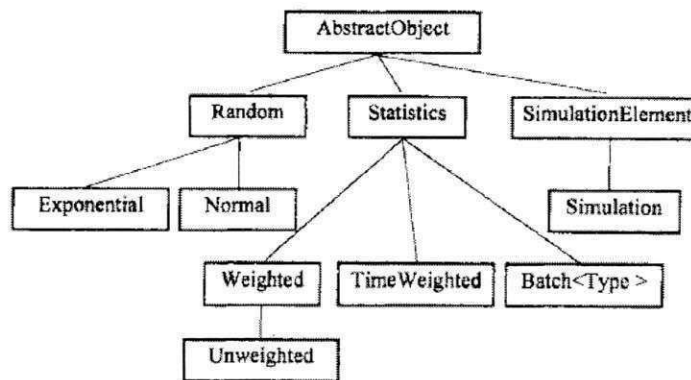 AbstractObject
Random
Statistics
SimulationElement
Exponential
Normal
Simulation
Weighted
TimeWeighted
Batch<Type >
Unweighted